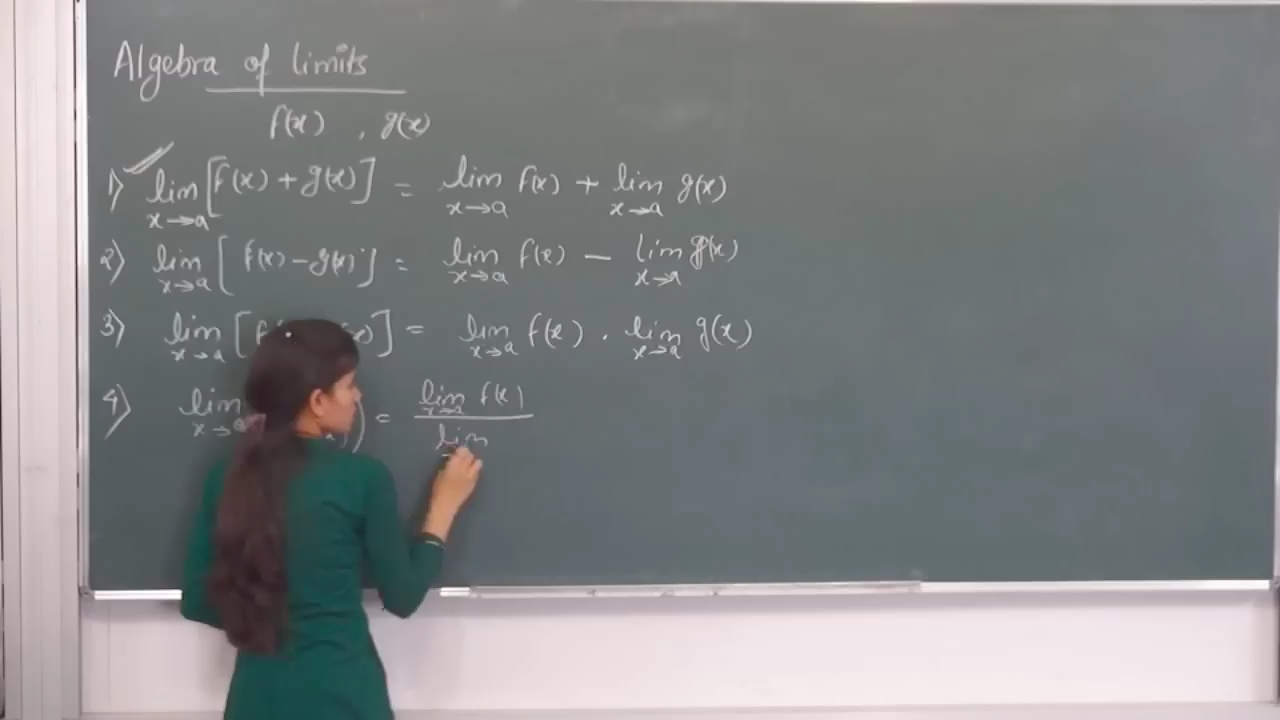 Algebra of limits
f(x) , g(x)
1) lim x→a [f(x) + g(x)] = lim x→a f(x) + lim x→a g(x)
2) lim x→a [f(x) - g(x)] = lim x→a f(x) - lim x→a g(x)
3) lim x→a [f x)] = lim x→a f(x) . lim x→a g(x)
4) lim x→a x)) = lim x→a f(x) / lim